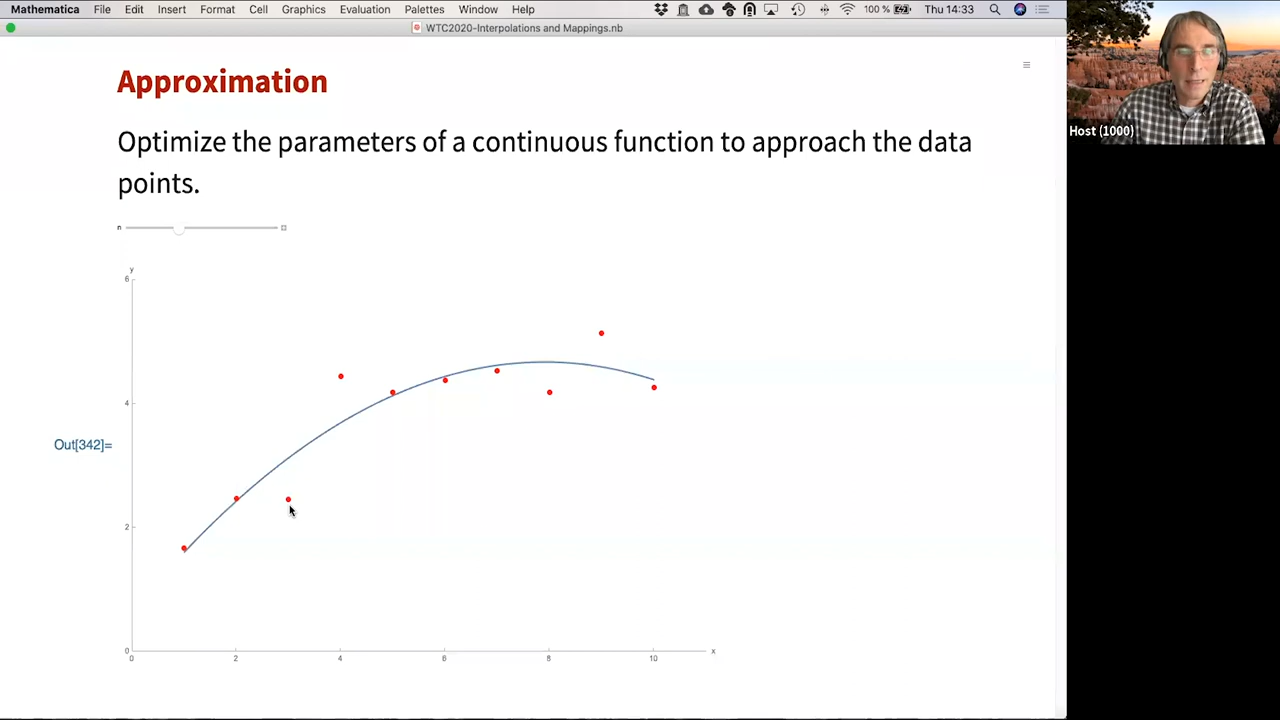 Mathematica File Edit Insert Format Cell Graphics Evaluation Palettes Window Help 100 % Thu 14:33
WTC2020-Interpolations and Mappings.nb
Approximation
Optimize the parameters of a continuous function to approach the data
points.
n
y
6
4
2
0
0 2 4 6 8 10 x
Out[342]=
Host (1000)